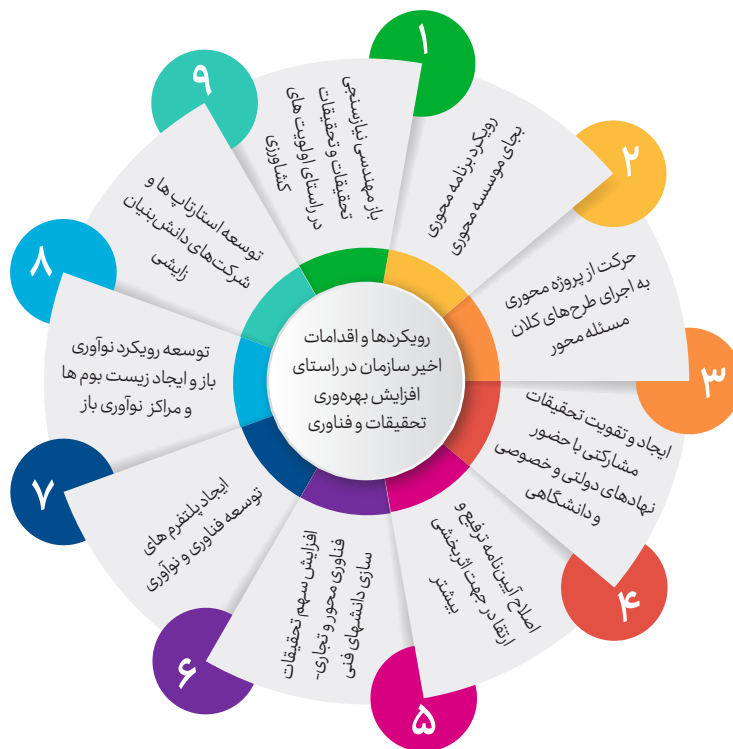 رویکردها و اقدامات
اخیر سازمان در راستای
افزایش بهره‌وری
تحقیقات و فناوری
۱
باز مهندسی نیازسنجی
تحقیقات و تحقیقات
در راستای اولویت های
کشاورزی
۲
رویکرد برنامه محوری
بجای موسسه محوری
۳
حرکت از پروژه محوری
به اجرای طرح‌های کلان
مسئله محور
۴
ایجاد و تقویت تحقیقات
مشارکتی با حضور
نهادهای دولتی و خصوصی
و دانشگاهی
۵
اصلاح آیین‌نامه ترفیع و
ارتقا در جهت اثربخشی
بیشتر
۶
افزایش سهم تحقیقات
فناوری محور و تجاری-
سازی دانشهای فنی
۷
ایجاد پلتفرم های
توسعه فناوری و نوآوری
۸
توسعه رویکرد نوآوری
باز و ایجاد زیست بوم ها
و مراکز نوآوری باز
۹
توسعه استارتاپ ها و
شرکت‌های دانش‌بنیان
زایشی